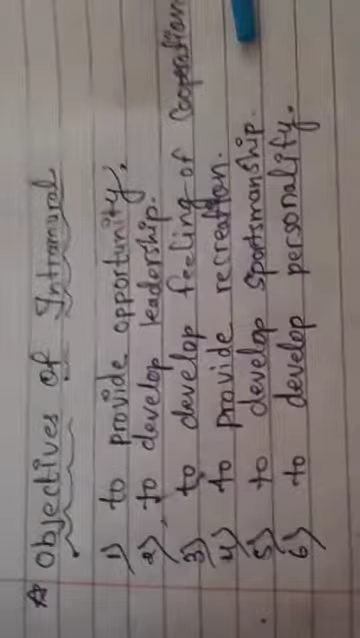 ☆ Objectives of Intramural
1) to provide opportunity.
2) to develop leadership.
3) to develop feeling of cooperation
4) to provide recreation.
5) to develop sportsmanship.
6) to develop personality.